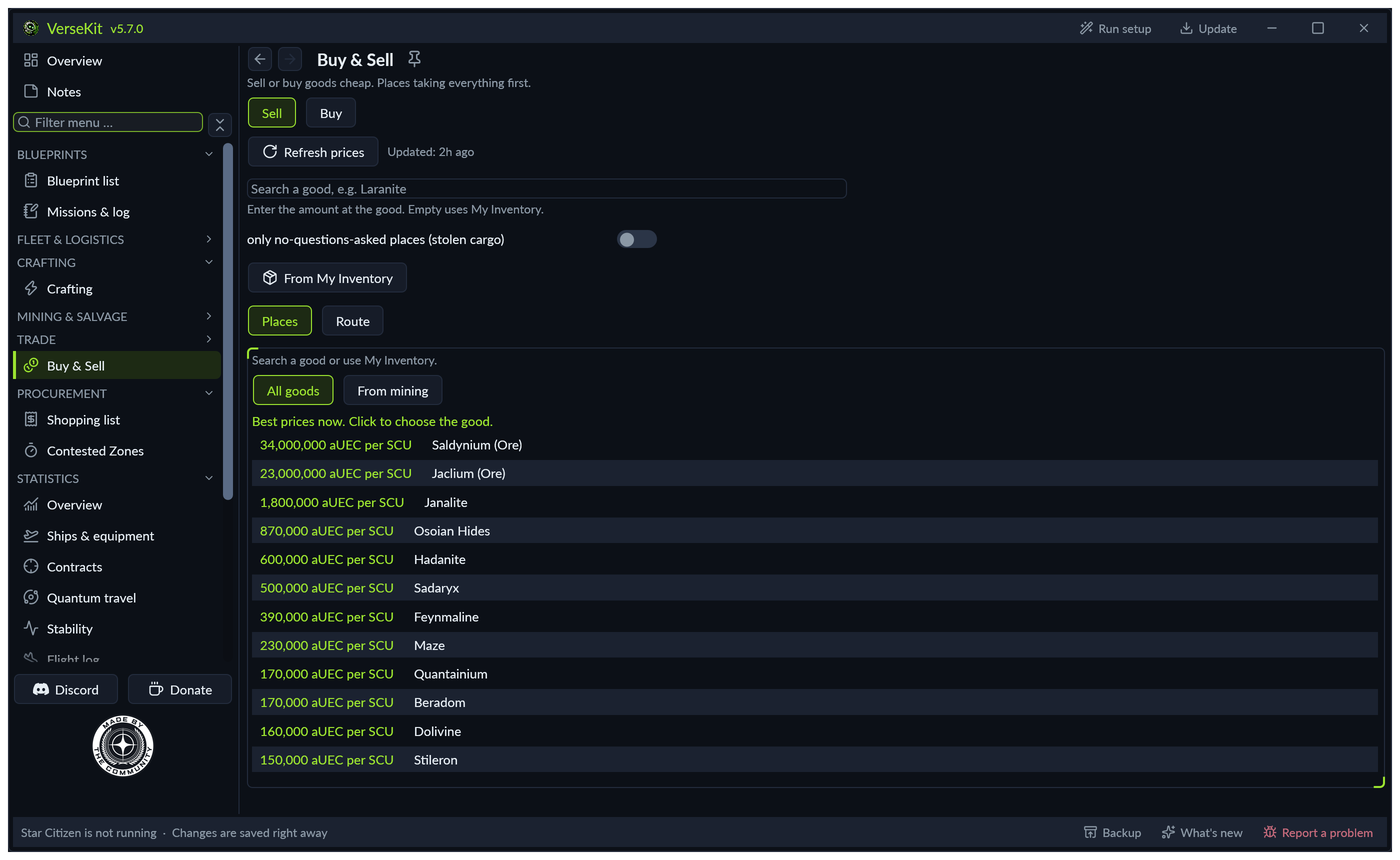 VerseKit v5.7.0
Run setup
Update
Overview
Notes
Filter menu ...
BLUEPRINTS
Blueprint list
Missions & log
FLEET & LOGISTICS
CRAFTING
Crafting
MINING & SALVAGE
TRADE
Buy & Sell
PROCUREMENT
Shopping list
Contested Zones
STATISTICS
Overview
Ships & equipment
Contracts
Quantum travel
Stability
Flight log
Discord
Donate
MADE BY
THE COMMUNITY
Buy & Sell
Sell or buy goods cheap. Places taking everything first.
Sell
Buy
Refresh prices
Updated: 2h ago
Search a good, e.g. Laranite
Enter the amount at the good. Empty uses My Inventory.
only no-questions-asked places (stolen cargo)
From My Inventory
Places
Route
Search a good or use My Inventory.
All goods
From mining
Best prices now. Click to choose the good.
34,000,000 aUEC per SCU Saldynium (Ore)
23,000,000 aUEC per SCU Jaclium (Ore)
1,800,000 aUEC per SCU Janalite
870,000 aUEC per SCU Osoian Hides
600,000 aUEC per SCU Hadanite
500,000 aUEC per SCU Sadaryx
390,000 aUEC per SCU Feynmaline
230,000 aUEC per SCU Maze
170,000 aUEC per SCU Quantainium
170,000 aUEC per SCU Beradom
160,000 aUEC per SCU Dolivine
150,000 aUEC per SCU Stileron
Star Citizen is not running · Changes are saved right away
Backup
What's new
Report a problem